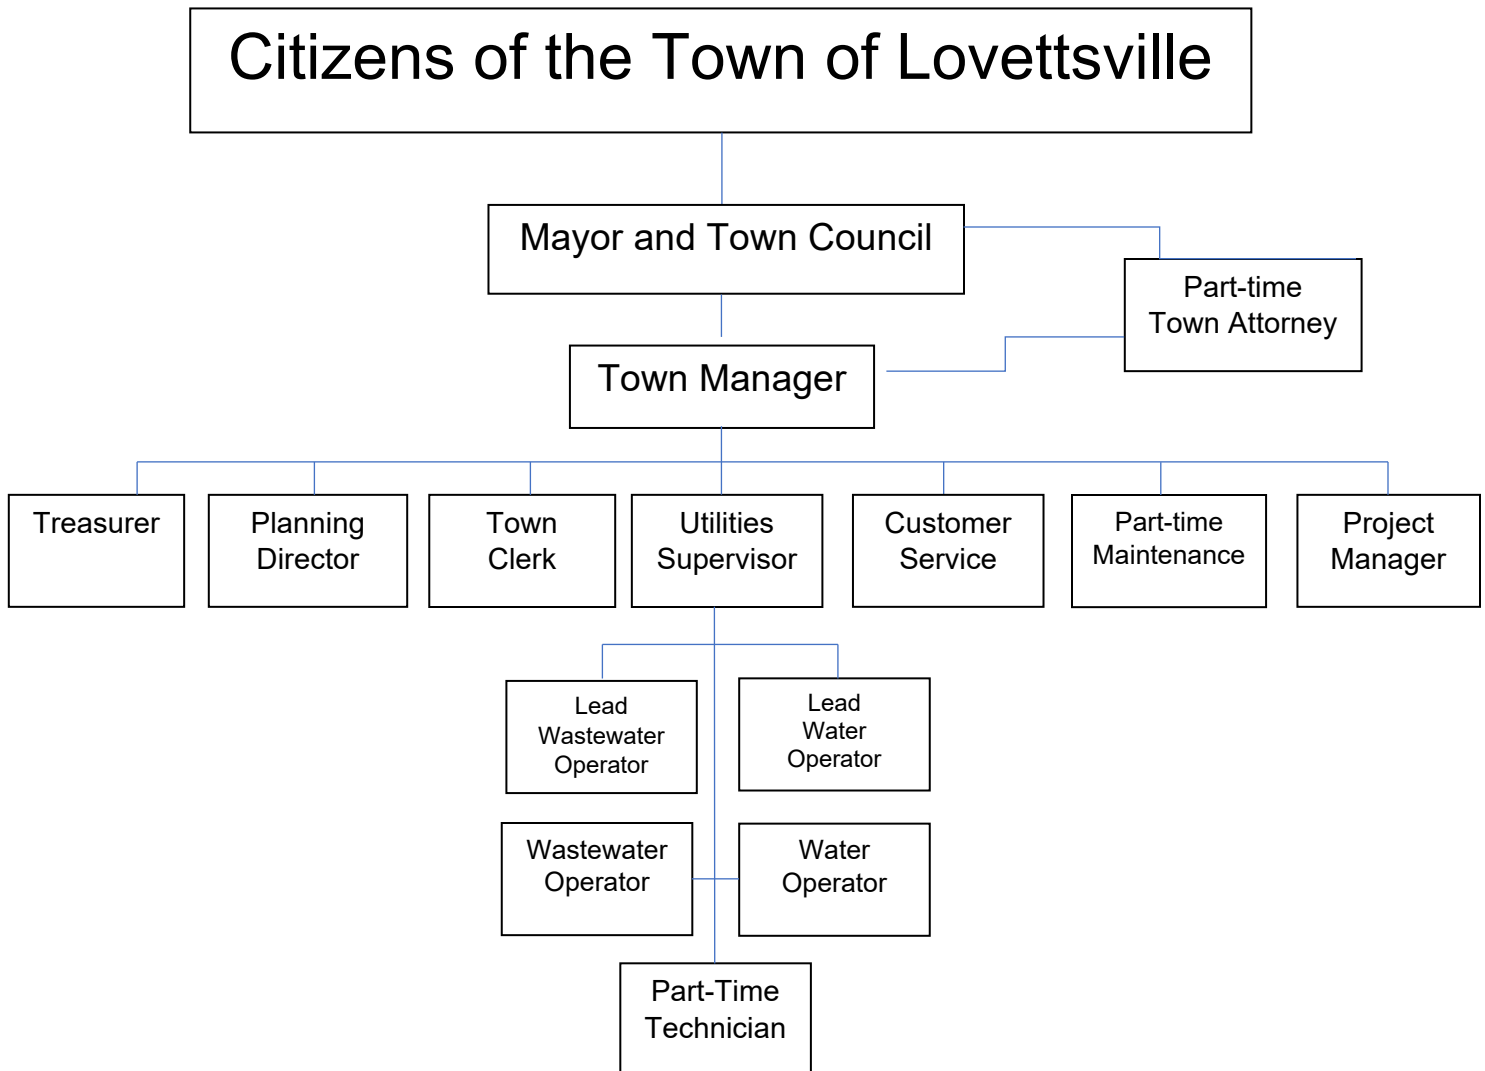 Citizens of the Town of Lovettsville
Mayor and Town Council
Part-time
Town Attorney
Town Manager
Treasurer
Planning
Director
Town
Clerk
Utilities
Supervisor
Customer
Service
Part-time
Maintenance
Project
Manager
Lead
Wastewater
Operator
Lead
Water
Operator
Wastewater
Operator
Water
Operator
Part-Time
Technician